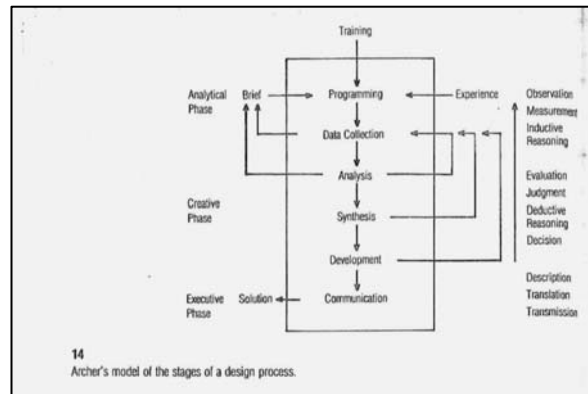 Training
Analytical Phase
Brief
Programming
Experience
Observation
Measurement
Inductive
Reasoning
Data Collection
Analysis
Evaluation
Judgment
Deductive
Reasoning
Decision
Creative
Phase
Synthesis
Development
Description
Translation
Transmission
Executive
Phase
Solution
Communication
14
Archer's model of the stages of a design process.